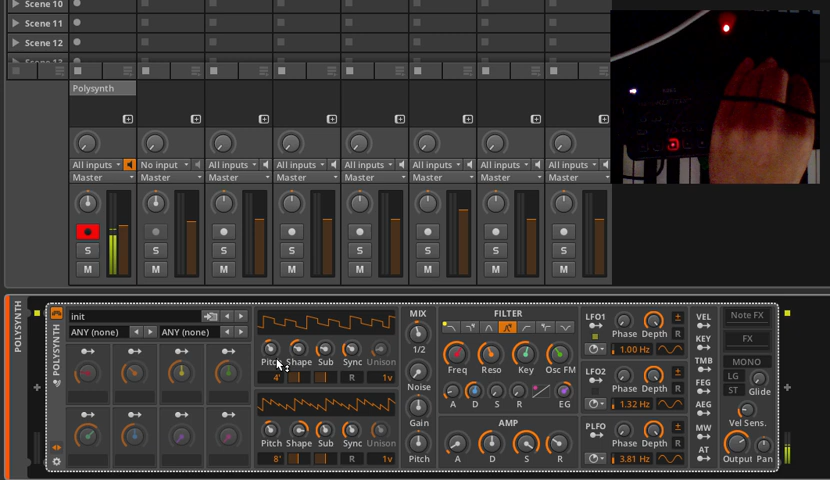 Scene 10
Scene 11
Scene 12
Polysynth
All inputs No input All inputs All inputs All inputs All inputs All inputs All inputs
Master Master Master Master Master Master Master Master
S S S S S S S S
M M M M M M M M
POLYSYNTH
POLYSYNTH
init
ANY (none) ANY (none)
Pitch Shape Sub Sync Unison
4' R 1v
Pitch Shape Sub Sync Unison
8' R 1v
MIX
1/2
Noise
Gain
Pitch
FILTER
Freq Reso Key Osc FM
A D S R EG
AMP
A D S R
LFO1
Phase Depth R
1.00 Hz
LFO2
Phase Depth R
1.32 Hz
PLFO
Phase Depth R
3.81 Hz
VEL
KEY
TMB
FEG
AEG
MW
AT
Note FX
FX
MONO
LG
ST
Glide
Vel Sens.
Output Pan